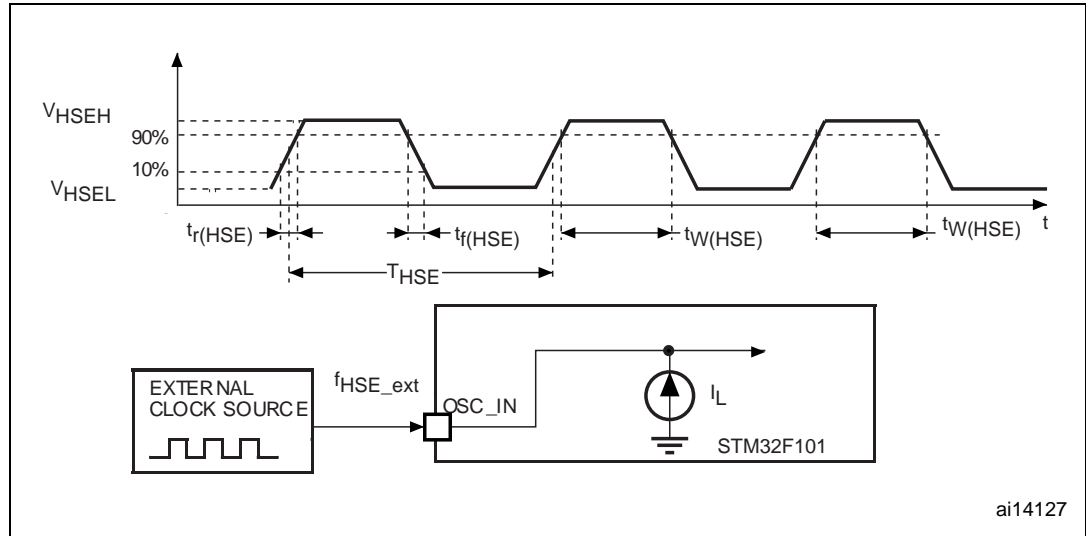 VHSEH
90%
10%
VHSEL
tr(HSE)
tf(HSE)
tW(HSE)
tW(HSE)
t
THSE
EXTERNAL
CLOCK SOURCE
fHSE_ext
OSC_IN
IL
STM32F101
ai14127